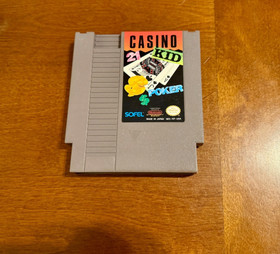 CASINO
KID
21
POKER
SOFEL